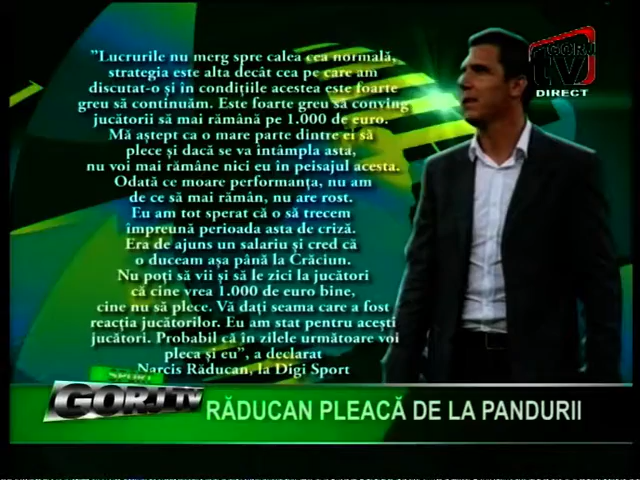 ”Lucrurile nu merg spre calea cea normală,
strategia este alta decât cea pe care am
discutat-o și în condițiile acestea este foarte
greu să continuăm. Este foarte greu să conving
jucătorii să mai rămână pe 1.000 de euro.
Mă aștept ca o mare parte dintre ei să
plece și dacă se va întâmpla asta,
nu voi mai rămâne nici eu în peisajul acesta.
Odată ce moare performanța, nu am
de ce să mai rămân, nu are rost.
Eu am tot sperat că o să trecem
împreună perioada asta de criză.
Era de ajuns un salariu și cred că
o duceam așa până la Crăciun.
Nu poți să vii și să le zici la jucători
că cine vrea 1.000 de euro bine,
cine nu să plece. Vă dați seama care a fost
reacția jucătorilor. Eu am stat pentru acești
jucători. Probabil că în zilele următoare voi
pleca și eu”, a declarat
Narcis Răducan, la Digi Sport
GORJ
tv
DIRECT
SPORT
GORJ TV
RĂDUCAN PLEACĂ DE LA PANDURII